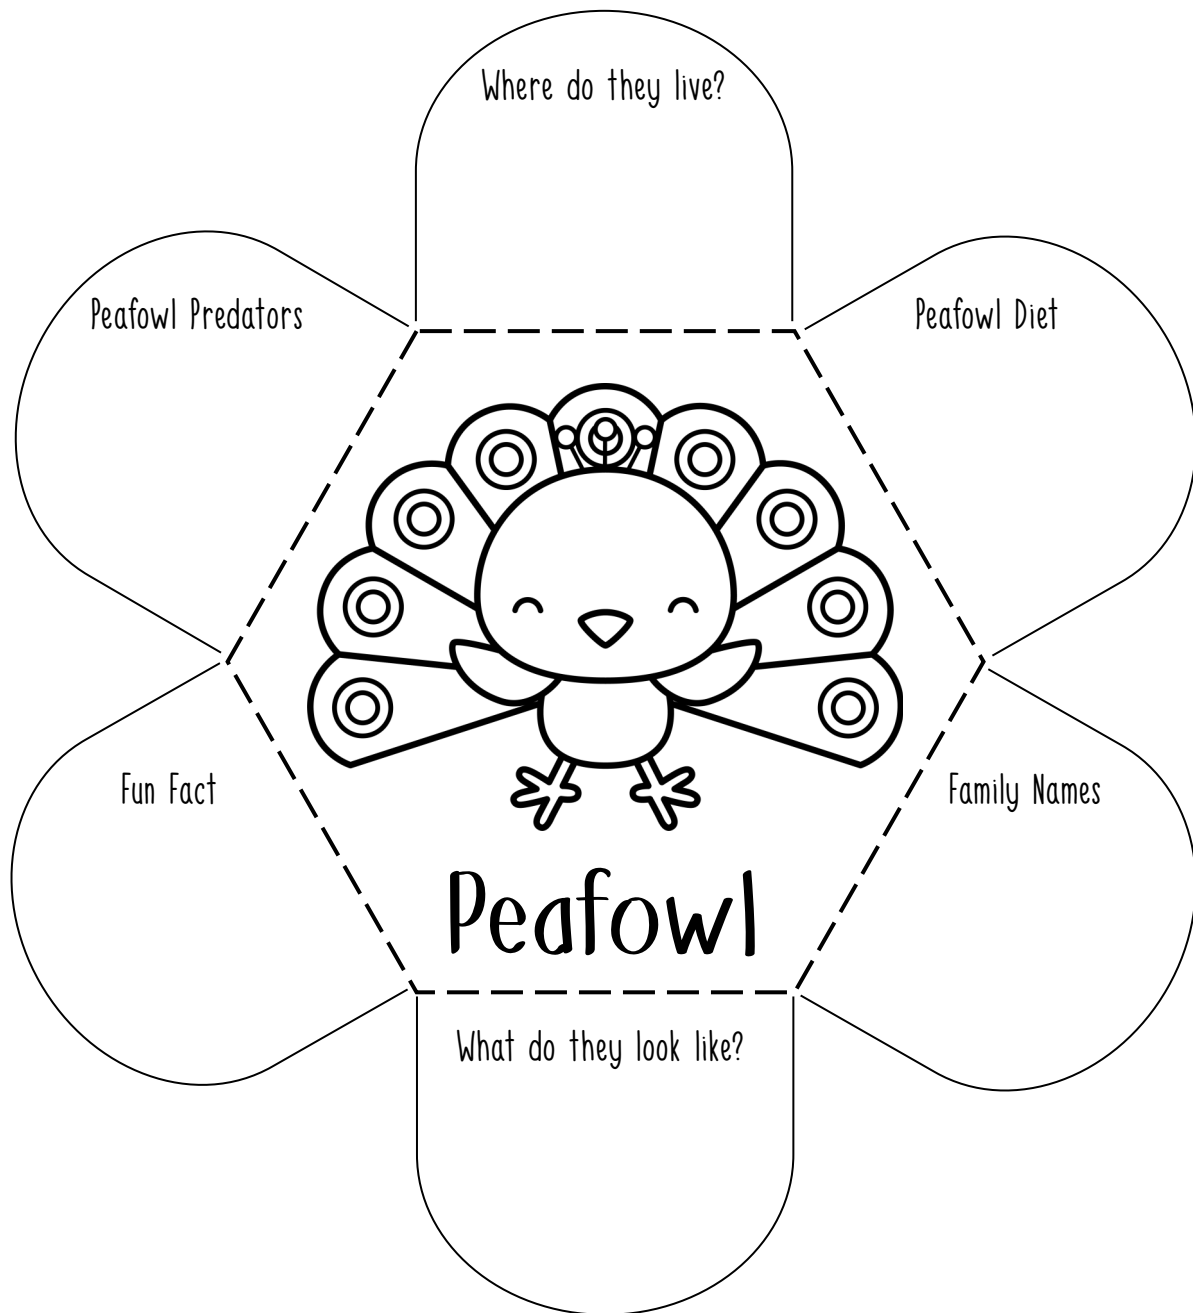 Where do they live?
Peafowl Predators
Peafowl Diet
Fun Fact
Family Names
Peafowl
What do they look like?